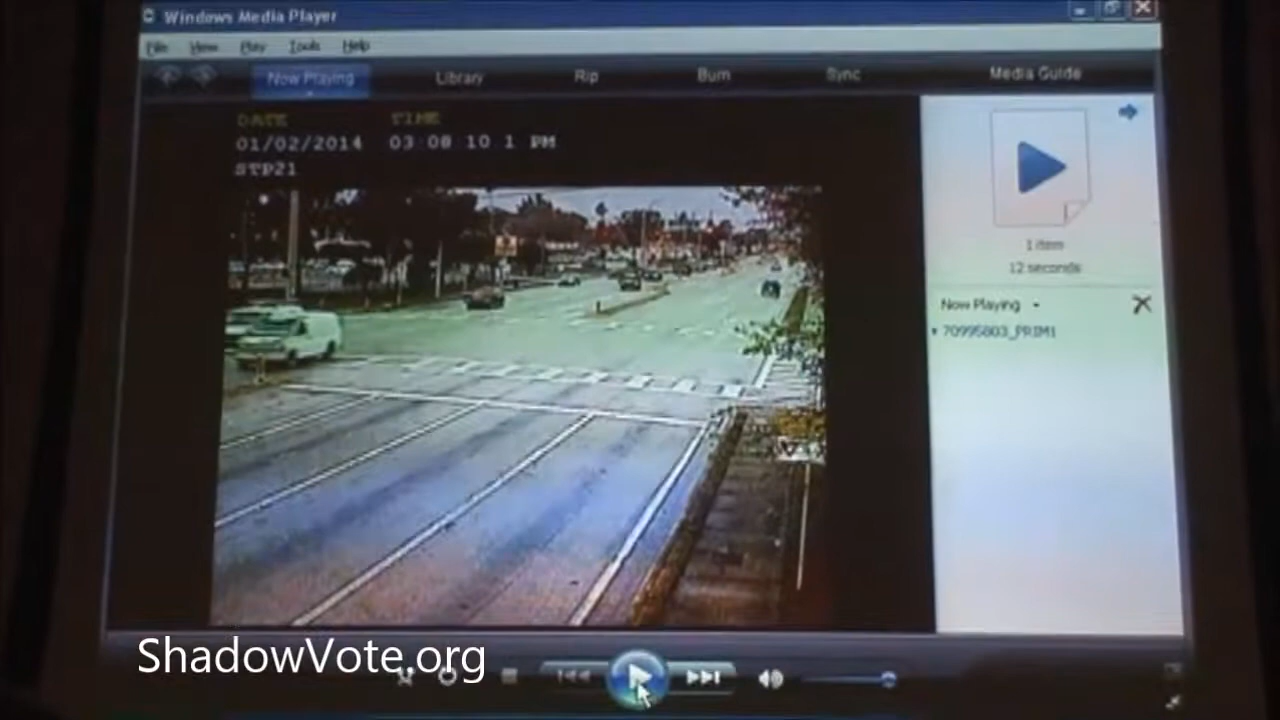 Windows Media Player
File View Play Tools Help
Now Playing Library Rip Burn Sync Media Guide
DATE TIME
01/02/2014 03 08 10 1 PM
STP21
1 item
12 seconds
Now Playing
70995803_PRIM1
ShadowVote.org